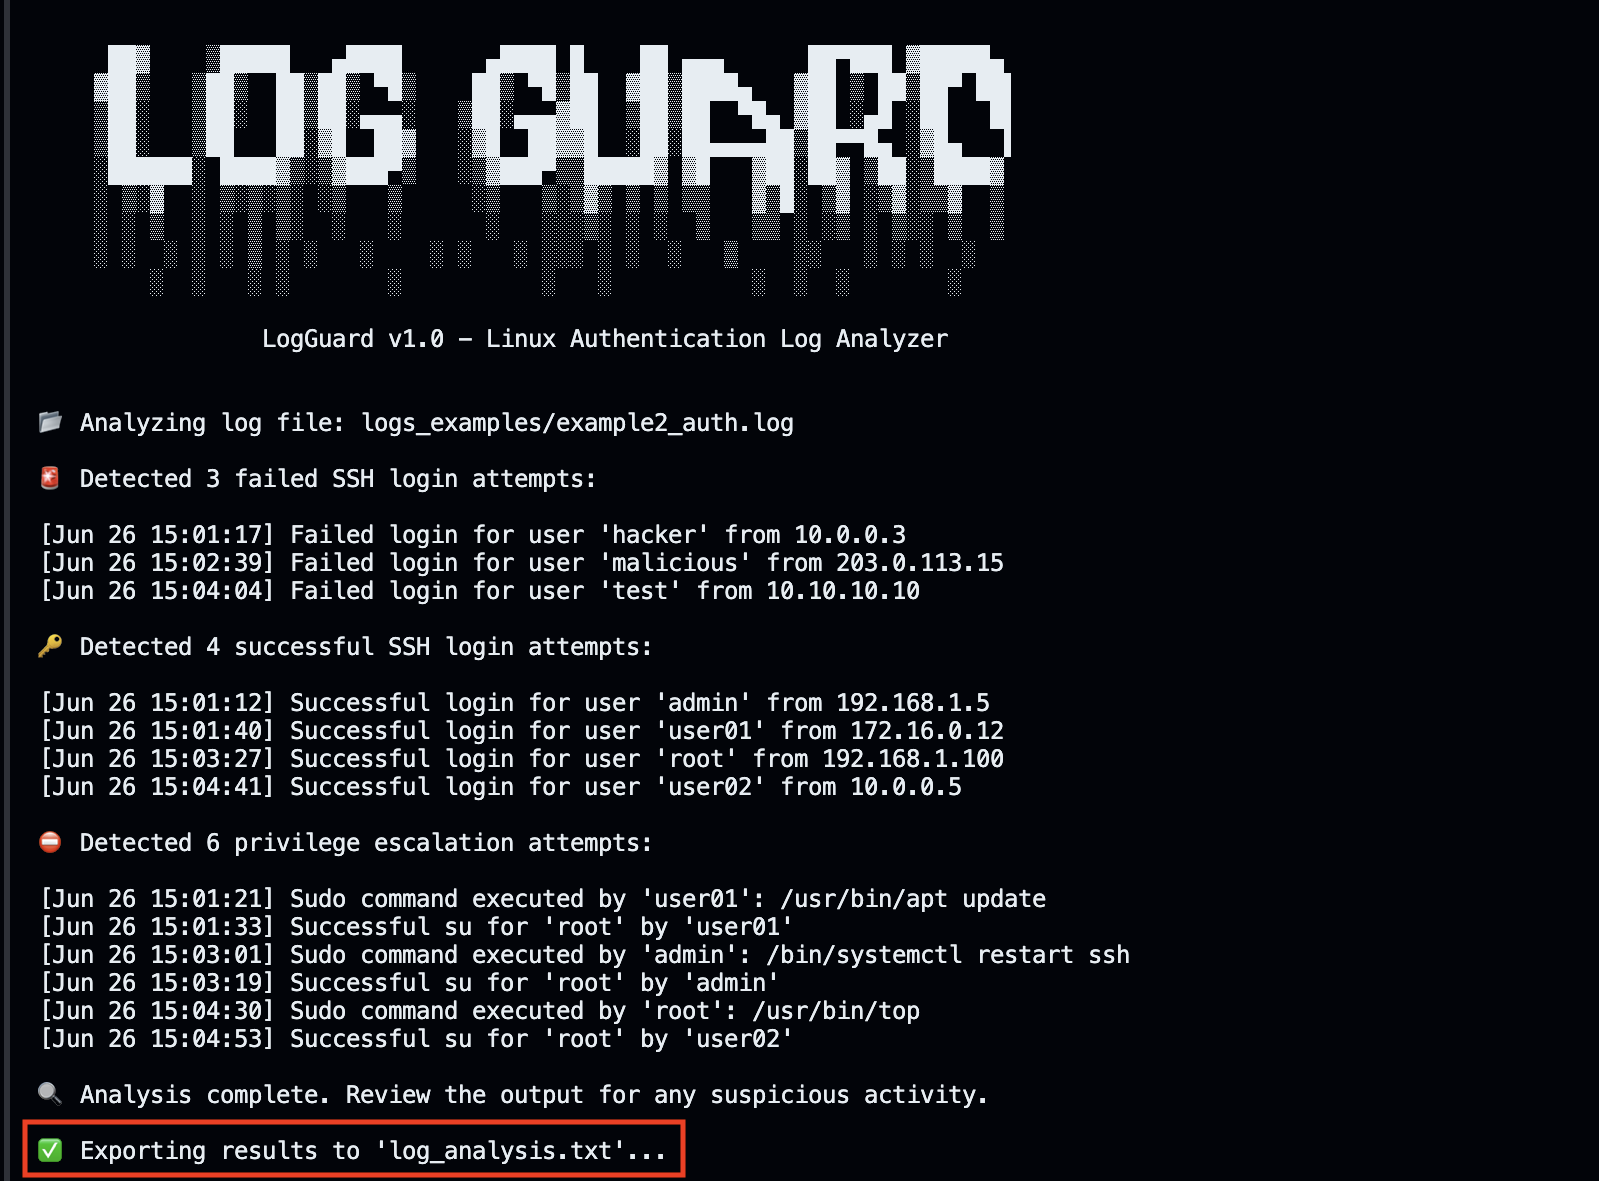 LOG GUARD
LogGuard v1.0 – Linux Authentication Log Analyzer
Analyzing log file: logs_examples/example2_auth.log
Detected 3 failed SSH login attempts:
[Jun 26 15:01:17] Failed login for user 'hacker' from 10.0.0.3
[Jun 26 15:02:39] Failed login for user 'malicious' from 203.0.113.15
[Jun 26 15:04:04] Failed login for user 'test' from 10.10.10.10
Detected 4 successful SSH login attempts:
[Jun 26 15:01:12] Successful login for user 'admin' from 192.168.1.5
[Jun 26 15:01:40] Successful login for user 'user01' from 172.16.0.12
[Jun 26 15:03:27] Successful login for user 'root' from 192.168.1.100
[Jun 26 15:04:41] Successful login for user 'user02' from 10.0.0.5
Detected 6 privilege escalation attempts:
[Jun 26 15:01:21] Sudo command executed by 'user01': /usr/bin/apt update
[Jun 26 15:01:33] Successful su for 'root' by 'user01'
[Jun 26 15:03:01] Sudo command executed by 'admin': /bin/systemctl restart ssh
[Jun 26 15:03:19] Successful su for 'root' by 'admin'
[Jun 26 15:04:30] Sudo command executed by 'root': /usr/bin/top
[Jun 26 15:04:53] Successful su for 'root' by 'user02'
Analysis complete. Review the output for any suspicious activity.
Exporting results to 'log_analysis.txt'...